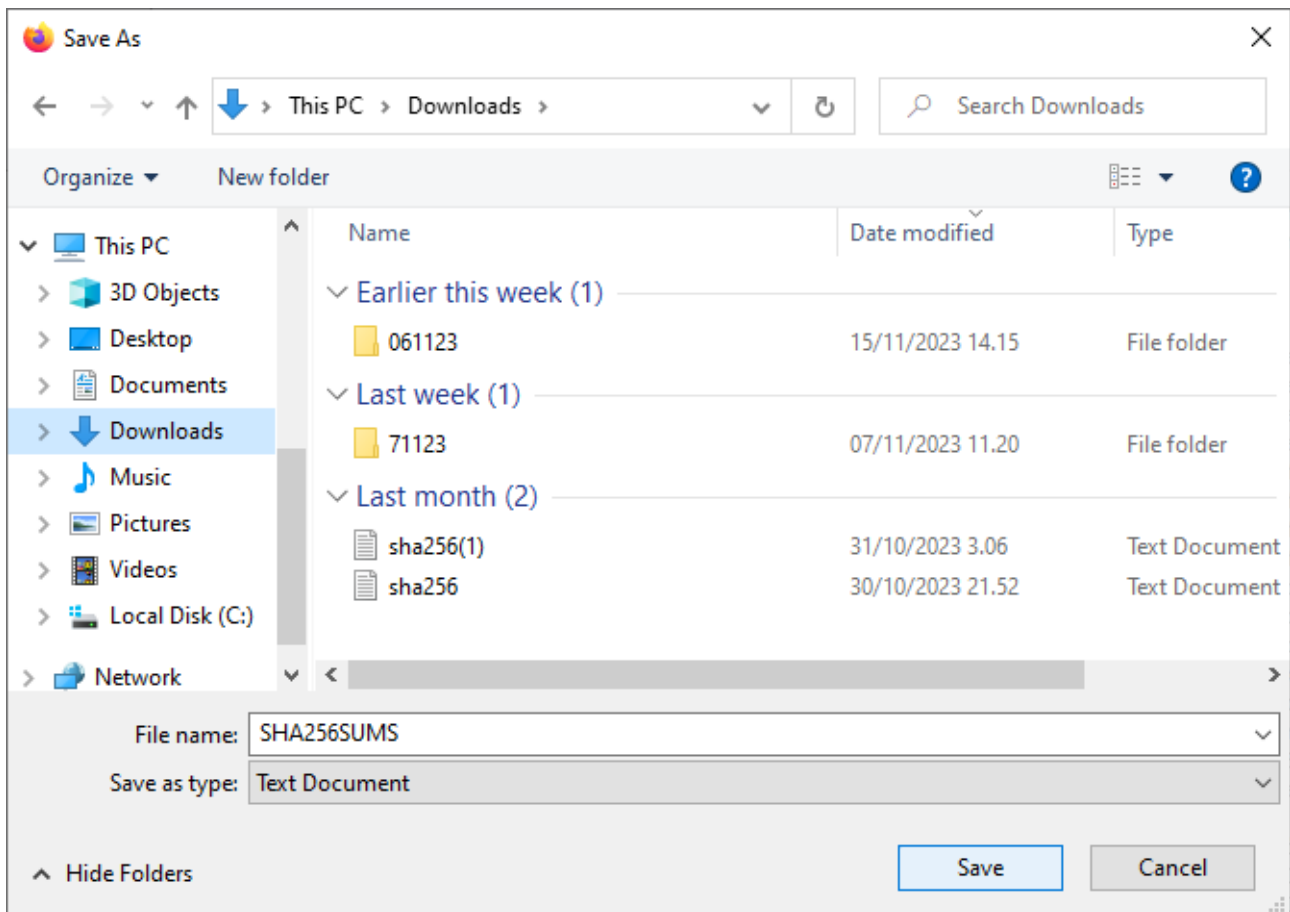 Save As
This PC > Downloads >
Search Downloads
Organize
New folder
?
Name
Date modified
Type
This PC
3D Objects
Desktop
Documents
Downloads
Music
Pictures
Videos
Local Disk (C:)
Network
Earlier this week (1)
061123 15/11/2023 14.15 File folder
Last week (1)
71123 07/11/2023 11.20 File folder
Last month (2)
sha256(1) 31/10/2023 3.06 Text Document
sha256 30/10/2023 21.52 Text Document
File name: SHA256SUMS
Save as type: Text Document
Hide Folders
Save
Cancel